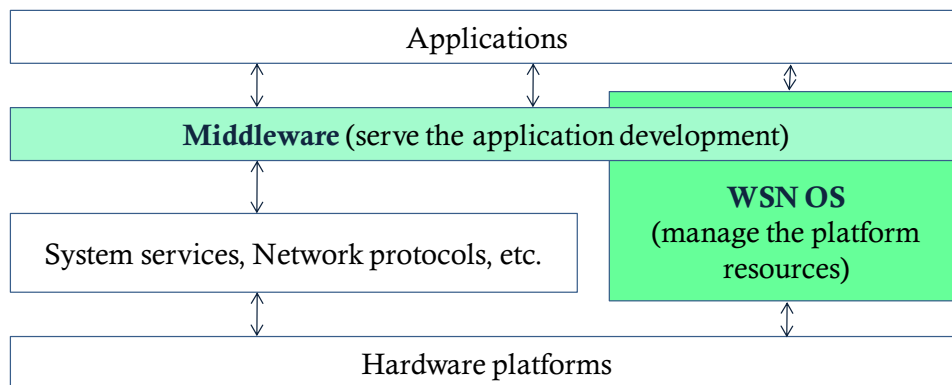 Applications
Middleware (serve the application development)
WSN OS
(manage the platform
resources)
System services, Network protocols, etc.
Hardware platforms